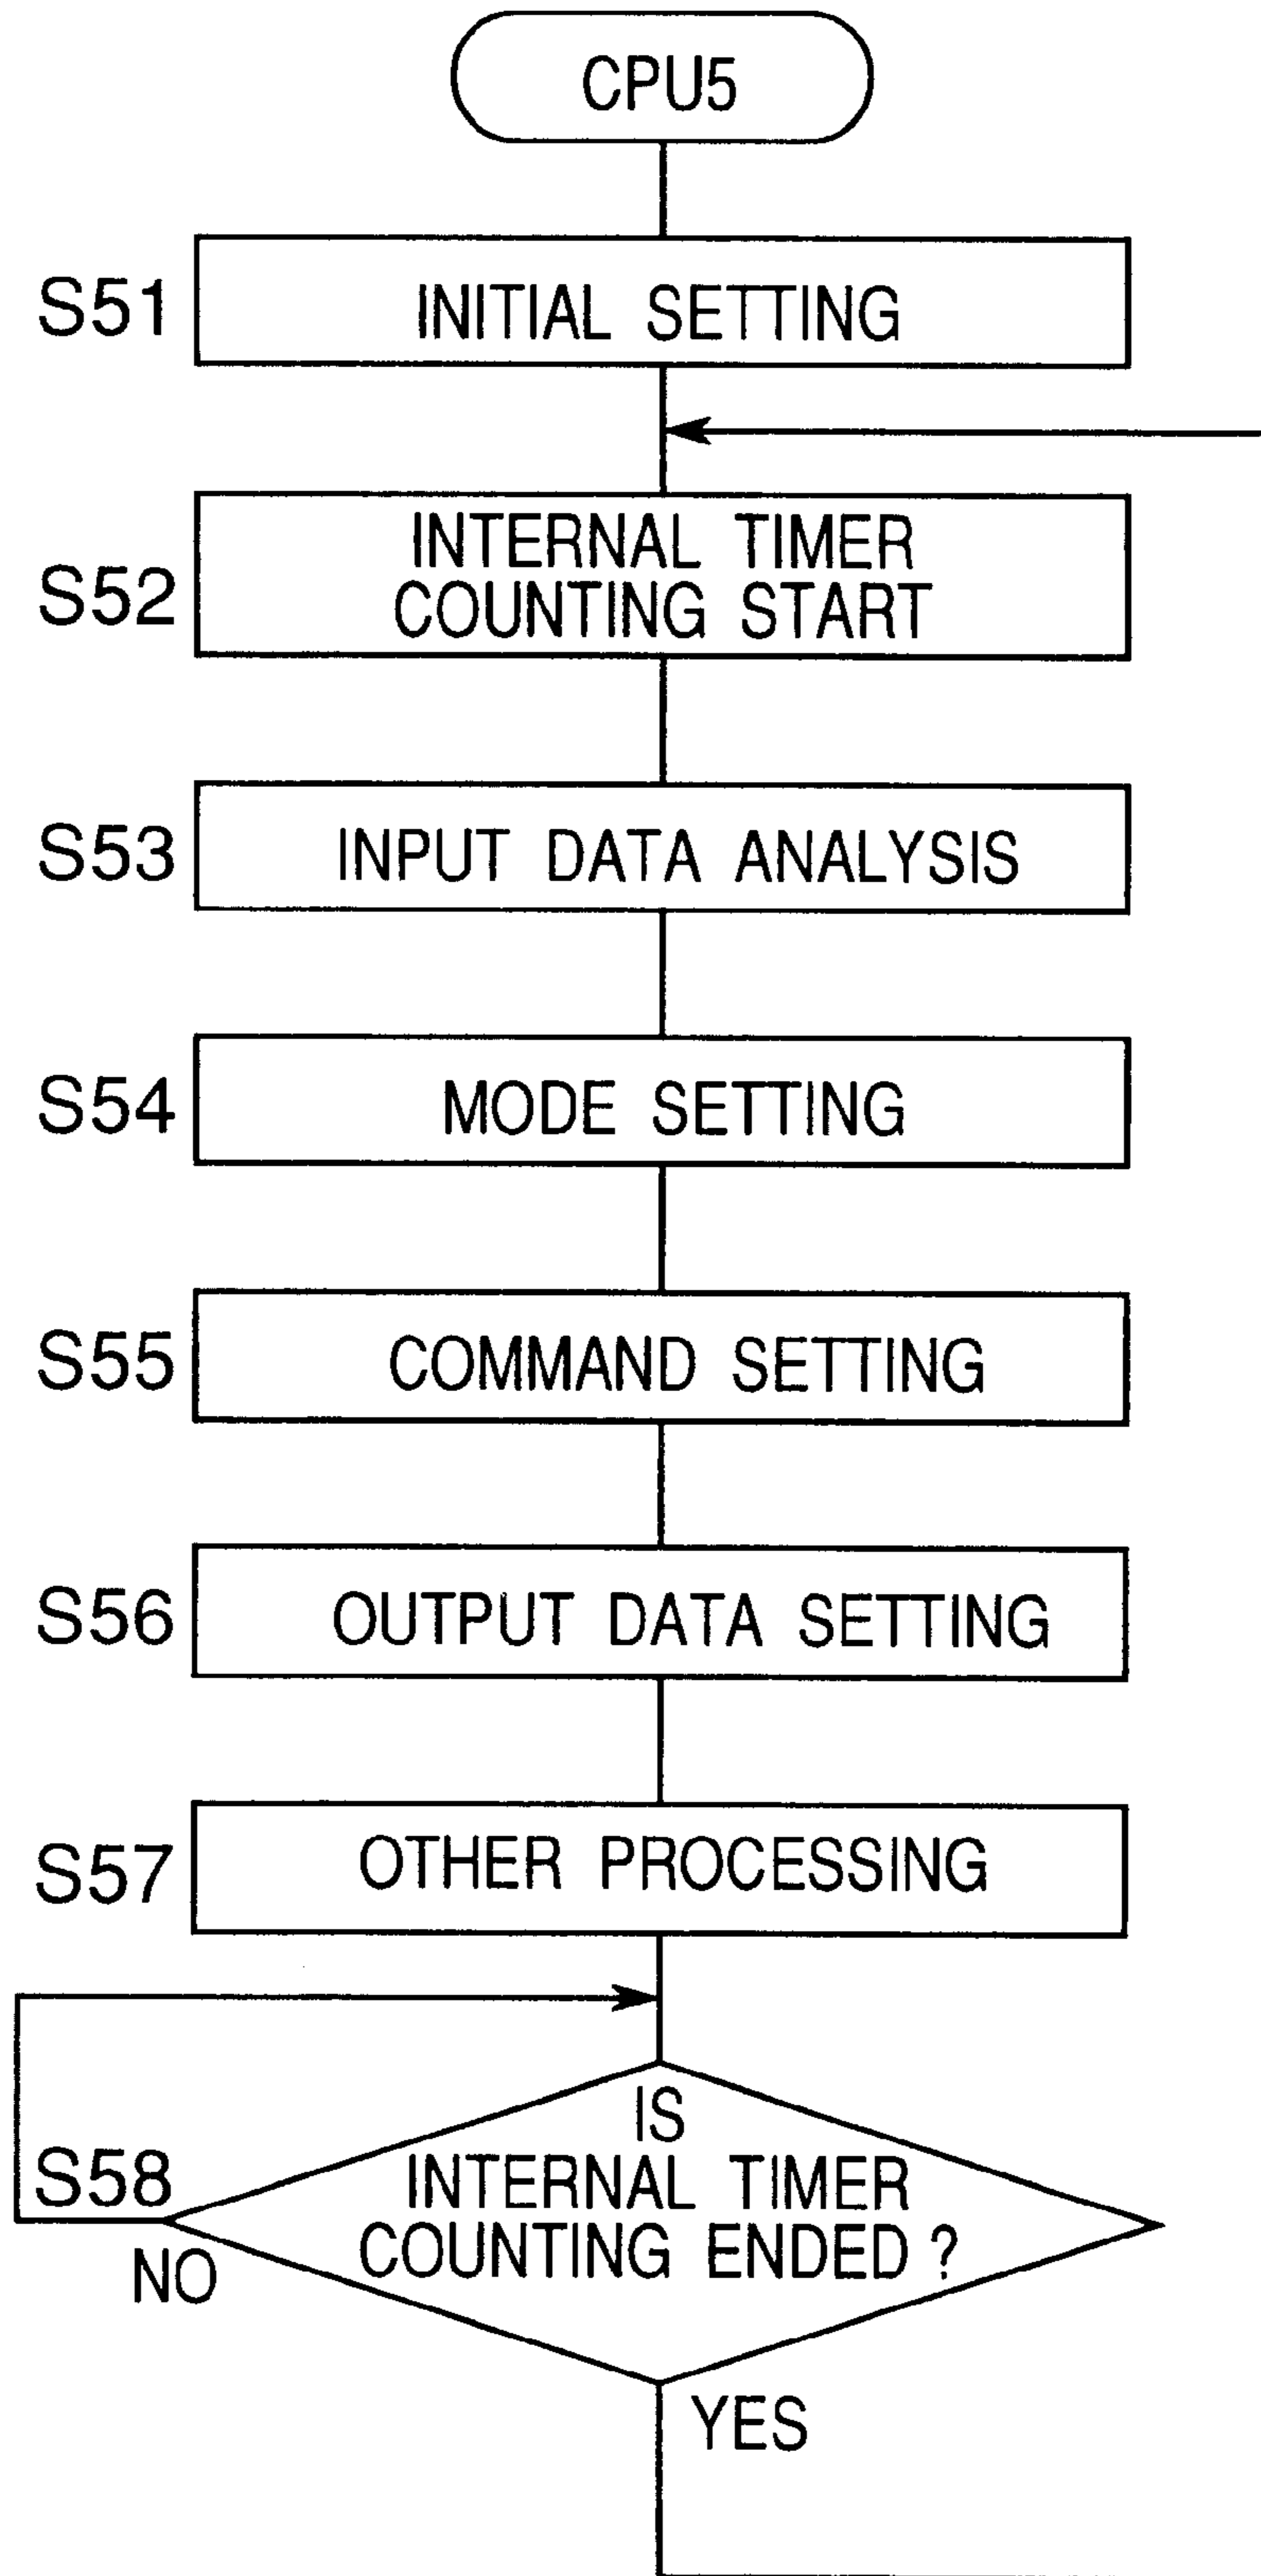 CPU5
S51
INITIAL SETTING
S52
INTERNAL TIMER
COUNTING START
S53
INPUT DATA ANALYSIS
S54
MODE SETTING
S55
COMMAND SETTING
S56
OUTPUT DATA SETTING
S57
OTHER PROCESSING
S58
IS
INTERNAL TIMER
COUNTING ENDED ?
NO
YES